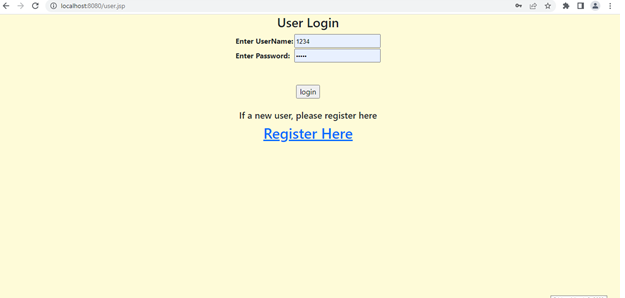 localhost:8080/user.jsp
User Login
Enter UserName: 1234
Enter Password: •••••
login
If a new user, please register here
Register Here